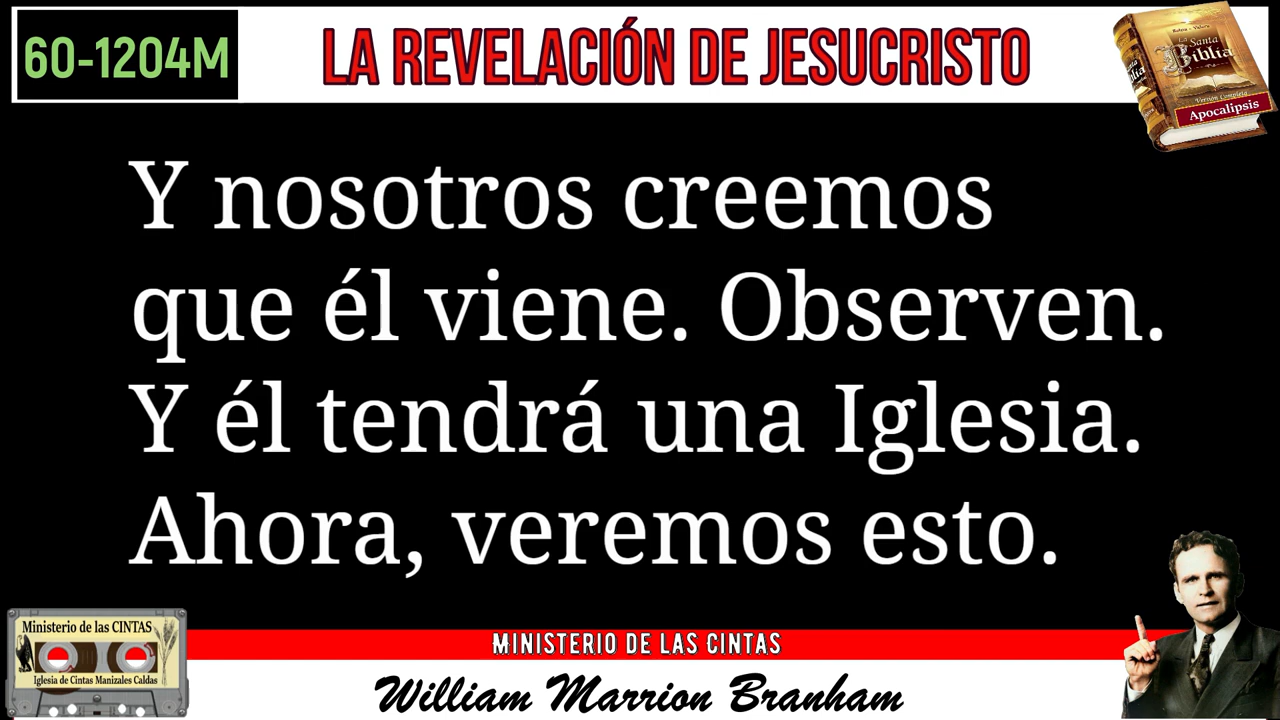 60-1204M
LA REVELACIÓN DE JESUCRISTO
La Santa
Biblia
Apocalipsis
Y nosotros creemos
que él viene. Observen.
Y él tendrá una Iglesia.
Ahora, veremos esto.
Ministerio de las CINTAS
Iglesia de Cintas Manizales Caldas
MINISTERIO DE LAS CINTAS
William Marrion Branham